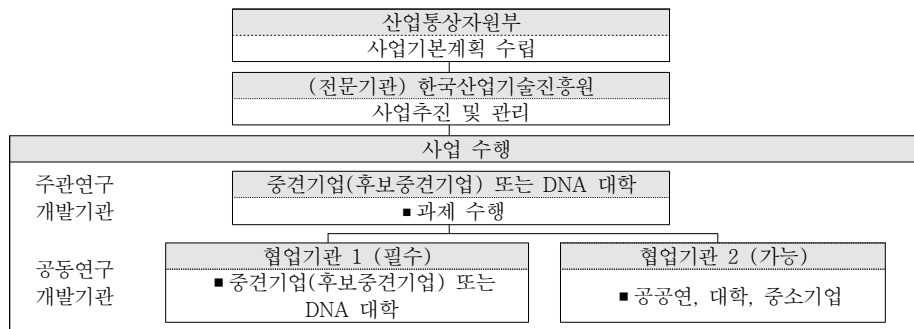 산업통상자원부
사업기본계획 수립
(전문기관) 한국산업기술진흥원
사업추진 및 관리
사업 수행
주관연구
개발기관
중견기업(후보중견기업) 또는 DNA 대학
▪과제 수행
공동연구
개발기관
협업기관 1 (필수)
▪중견기업(후보중견기업) 또는
DNA 대학
협업기관 2 (가능)
▪공공연, 대학, 중소기업